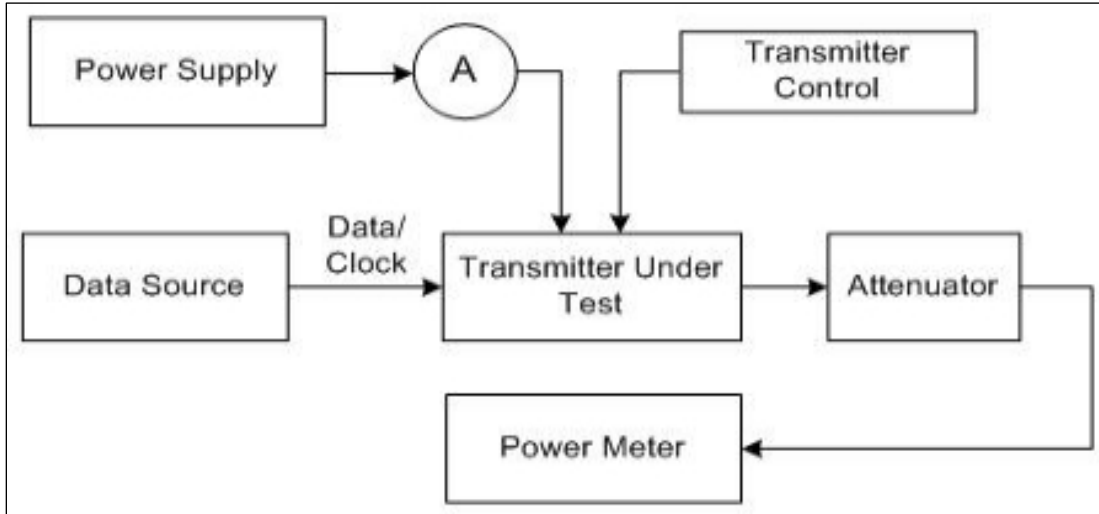 Power Supply
A
Transmitter
Control
Data Source
Data/
Clock
Transmitter Under
Test
Attenuator
Power Meter